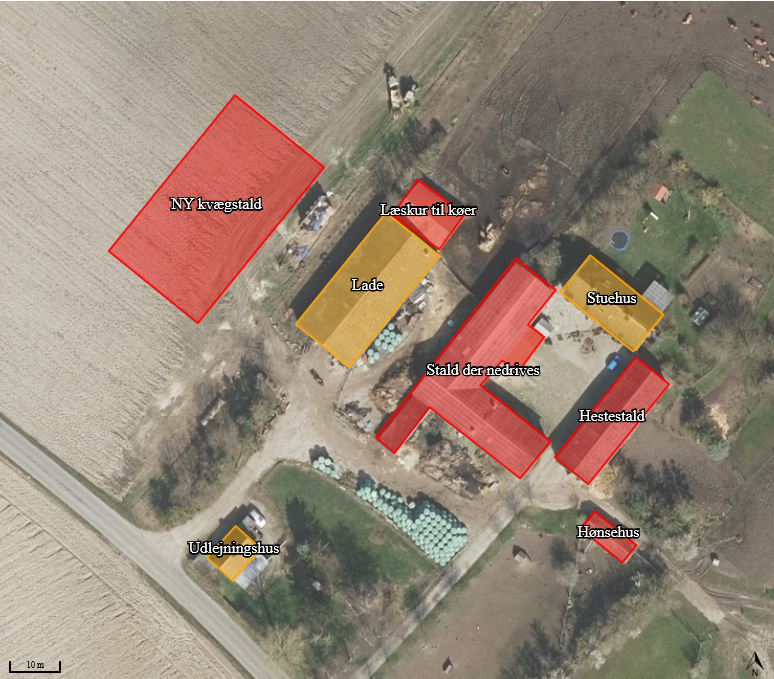 NY kvægstald
Læskur til køer
Lade
Stuehus
Stald der nedrives
Hestestald
Hønsehus
Udlejningshus
10 m
N